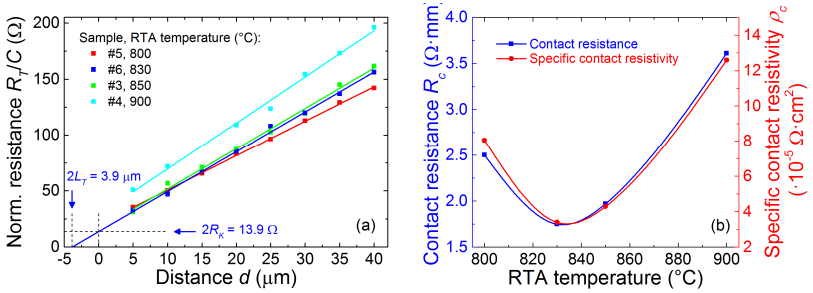 Norm. resistance R_T/C (Ω)
200
150
100
50
0
Sample, RTA temperature (°C):
#5, 800
#6, 830
#3, 850
#4, 900
2L_T = 3.9 μm
2R_K = 13.9 Ω
(a)
-5 0 5 10 15 20 25 30 35 40
Distance d (μm)
Contact resistance R_c (Ω·mm)
4.0
3.5
3.0
2.5
2.0
1.5
Contact resistance
Specific contact resistivity
(b)
800 820 840 860 880 900
RTA temperature (°C)
14
12
10
8
6
4
2
Specific contact resistivity ρ_c
(·10⁻⁵ Ω·cm²)